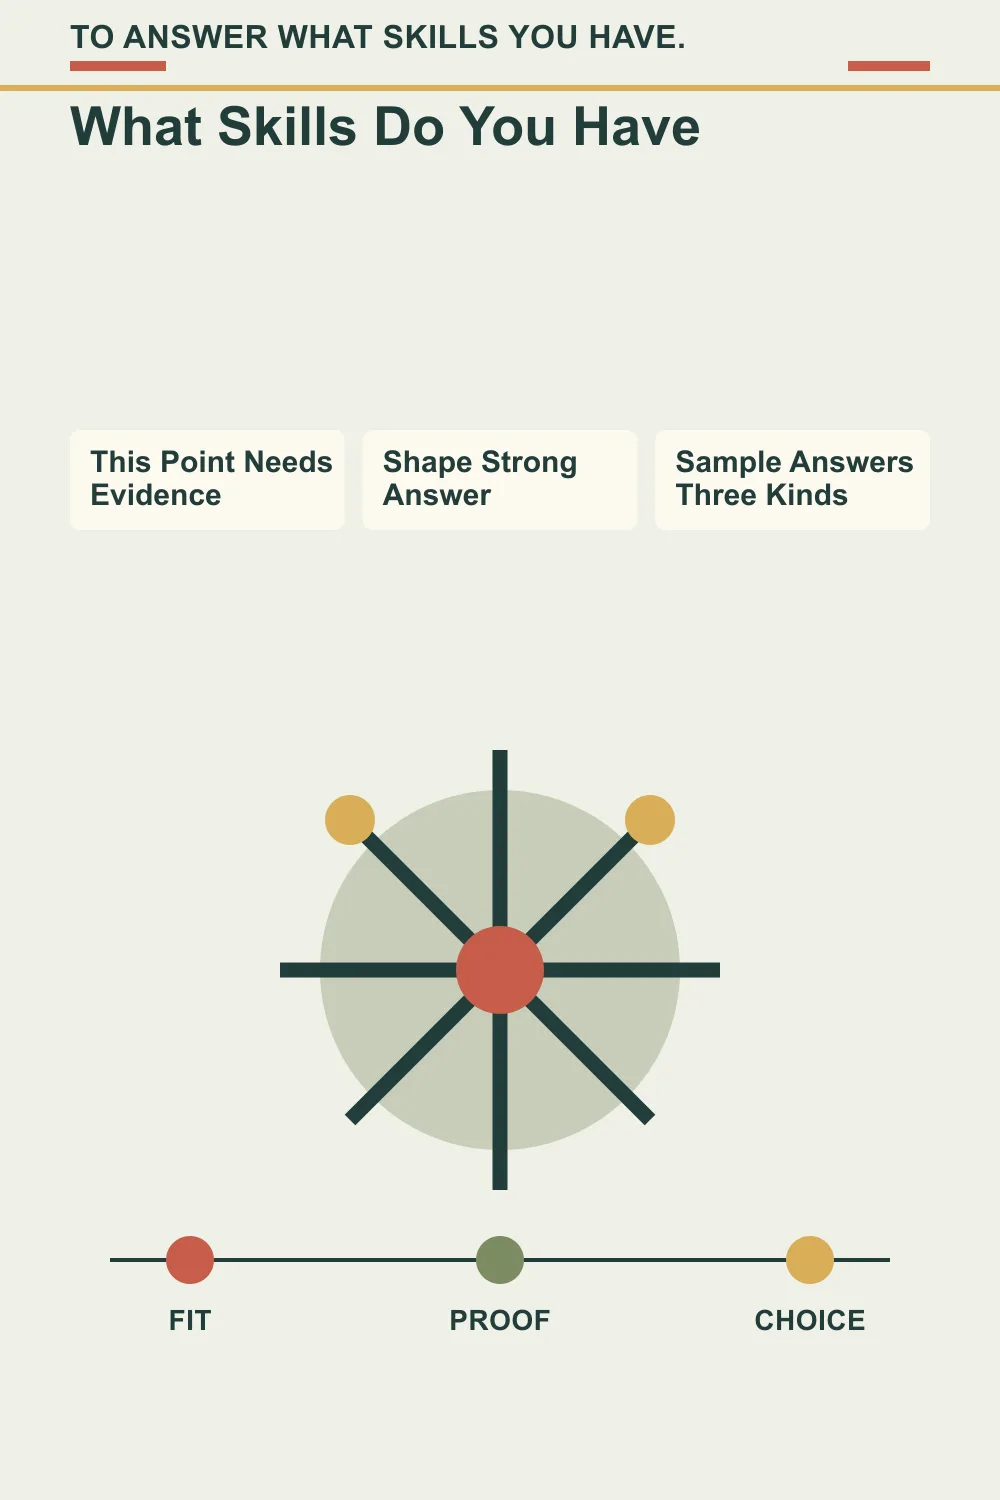 TO ANSWER WHAT SKILLS YOU HAVE.
What Skills Do You Have
This Point Needs
Evidence
Shape Strong
Answer
Sample Answers
Three Kinds
FIT
PROOF
CHOICE